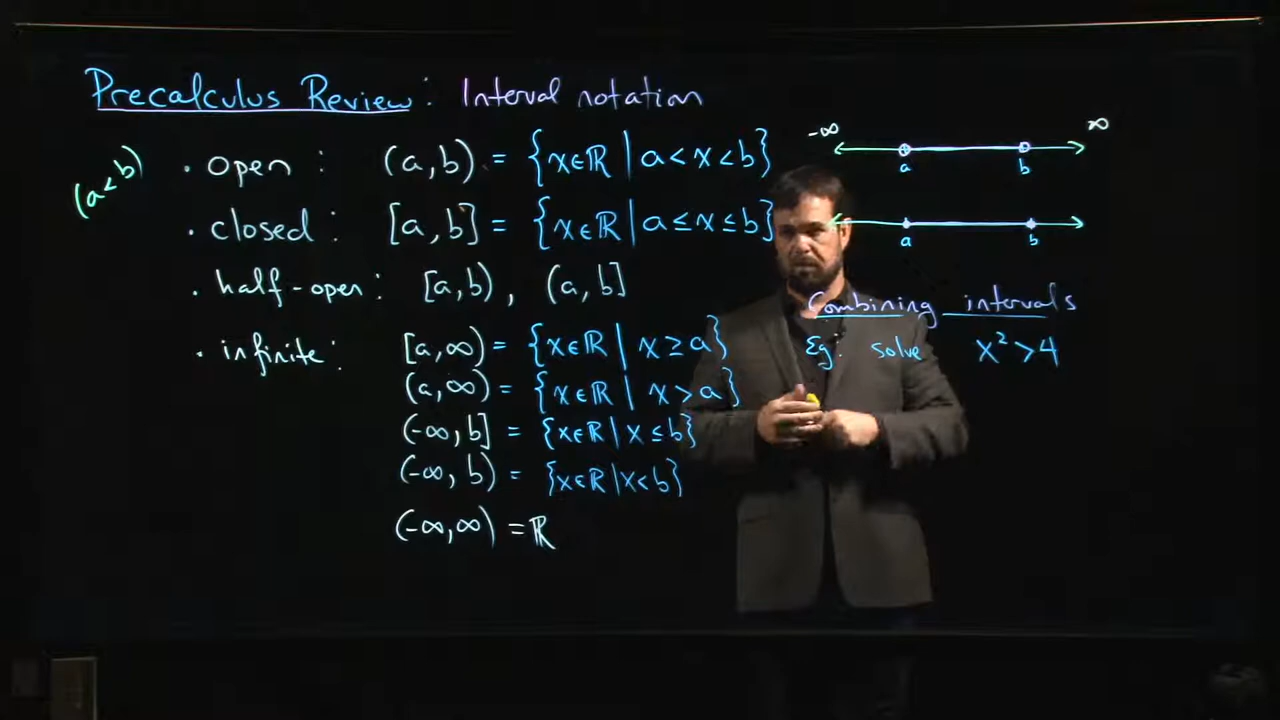 Precalculus Review: Interval notation
(a<b)
· open: (a,b) = {x∈ℝ | a<x<b}
· closed: [a,b] = {x∈ℝ | a≤x≤b}
· half-open: [a,b), (a,b]
· infinite: [a,∞) = {x∈ℝ | x≥a}
(a,∞) = {x∈ℝ | x>a}
(-∞,b] = {x∈ℝ | x≤b}
(-∞,b) = {x∈ℝ | x<b}
(-∞,∞) = ℝ
-∞ ∞
a b
a b
Combining intervals
Eg. solve x²>4